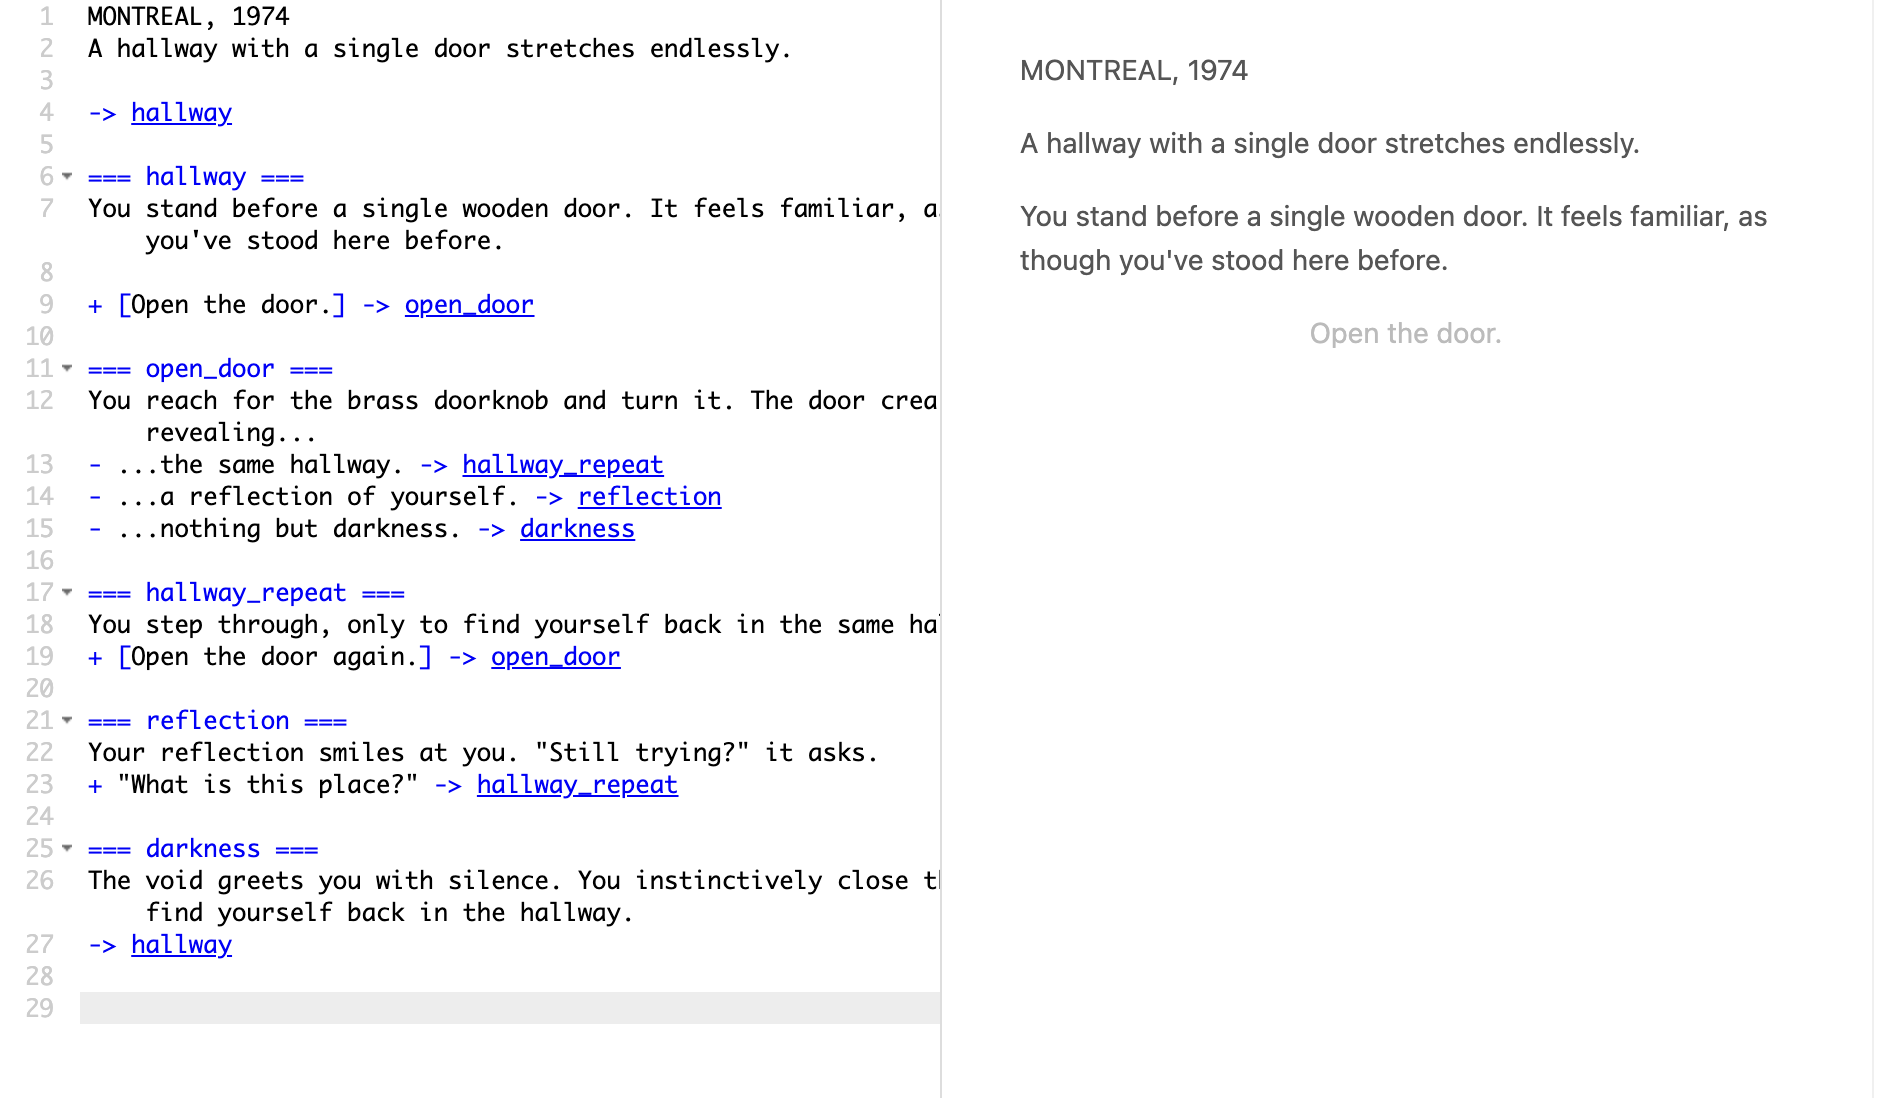 1 MONTREAL, 1974
2 A hallway with a single door stretches endlessly.
3
4 -> hallway
5
6 === hallway ===
7 You stand before a single wooden door. It feels familiar,
you've stood here before.
8
9 + [Open the door.] -> open_door
10
11 === open_door ===
12 You reach for the brass doorknob and turn it. The door
revealing...
13 - ...the same hallway. -> hallway_repeat
14 - ...a reflection of yourself. -> reflection
15 - ...nothing but darkness. -> darkness
16
17 === hallway_repeat ===
18 You step through, only to find yourself back in the same
19 + [Open the door again.] -> open_door
20
21 === reflection ===
22 Your reflection smiles at you. "Still trying?" it asks.
23 + "What is this place?" -> hallway_repeat
24
25 === darkness ===
26 The void greets you with silence. You instinctively close
find yourself back in the hallway.
27 -> hallway
28
29
MONTREAL, 1974
A hallway with a single door stretches endlessly.
You stand before a single wooden door. It feels familiar, as
though you've stood here before.
Open the door.